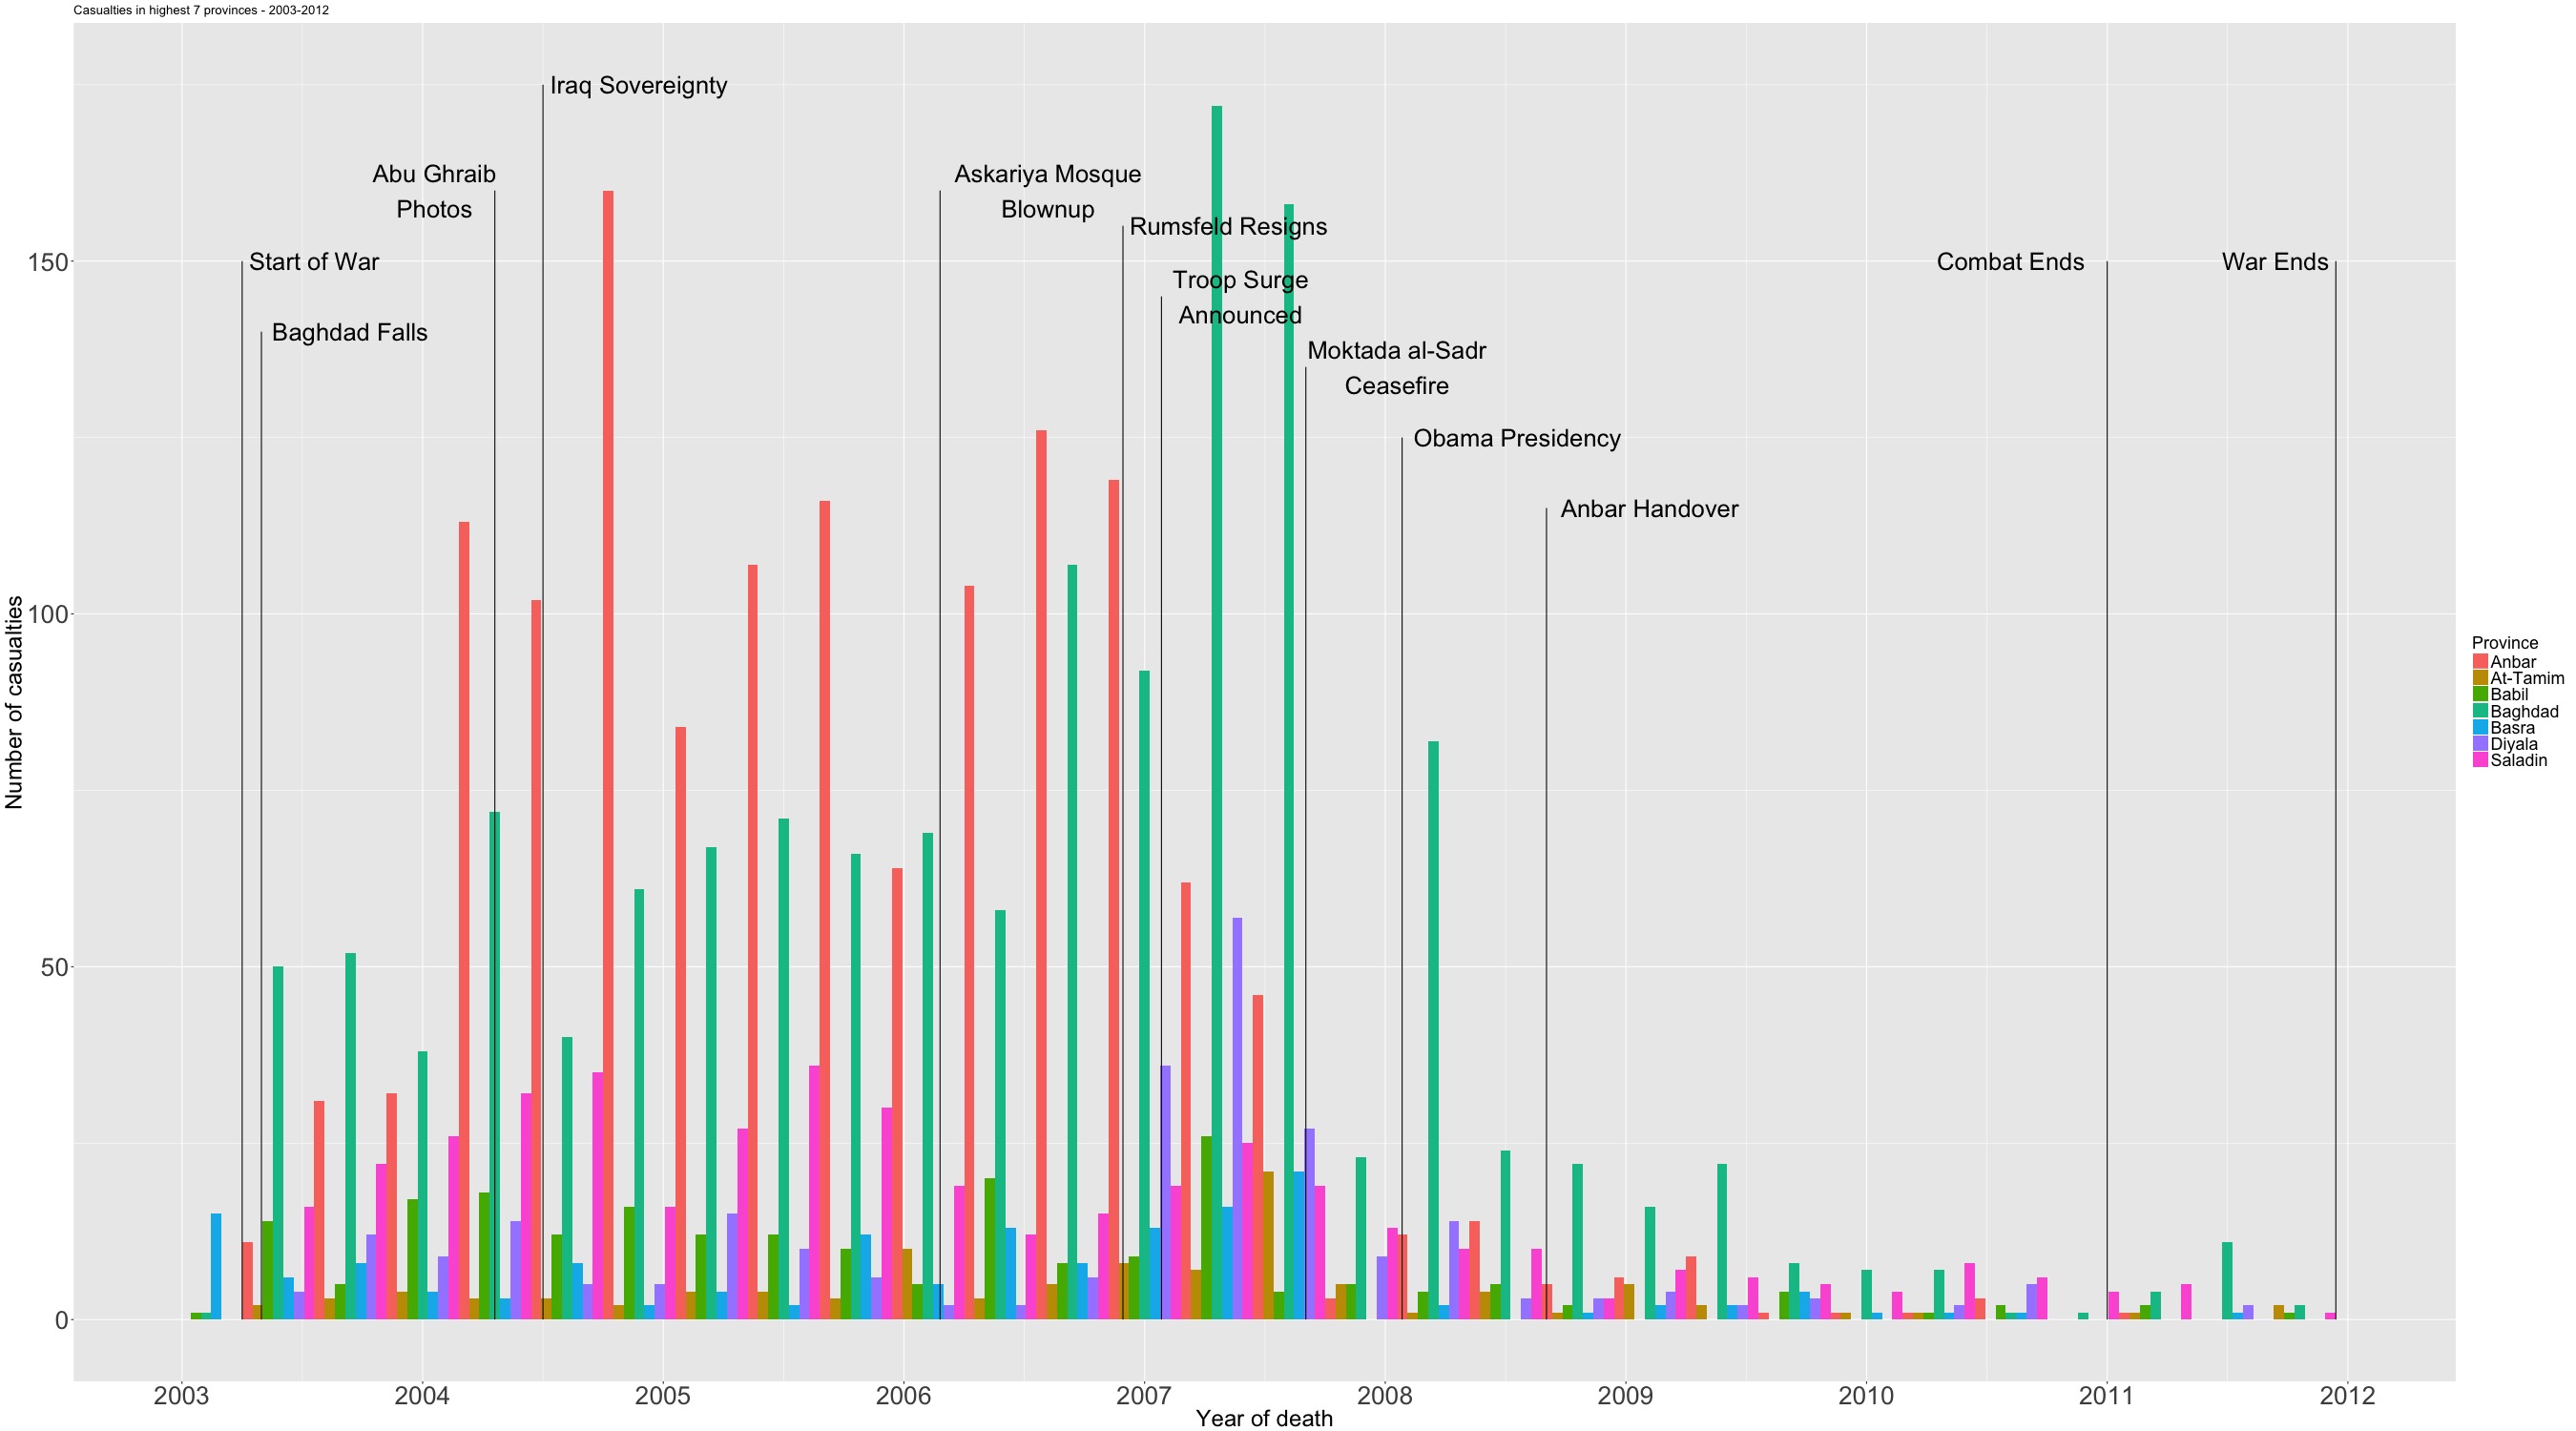 Casualties in highest 7 provinces - 2003-2012
Iraq Sovereignty
Abu Ghraib
Photos
Askariya Mosque
Blownup
Rumsfeld Resigns
Start of War
Combat Ends
War Ends
Troop Surge
Announced
Baghdad Falls
Moktada al-Sadr
Ceasefire
Obama Presidency
Anbar Handover
Number of casualties
150
100
50
0
2003
2004
2005
2006
2007
2008
2009
2010
2011
2012
Year of death
Province
Anbar
At-Tamim
Babil
Baghdad
Basra
Diyala
Saladin